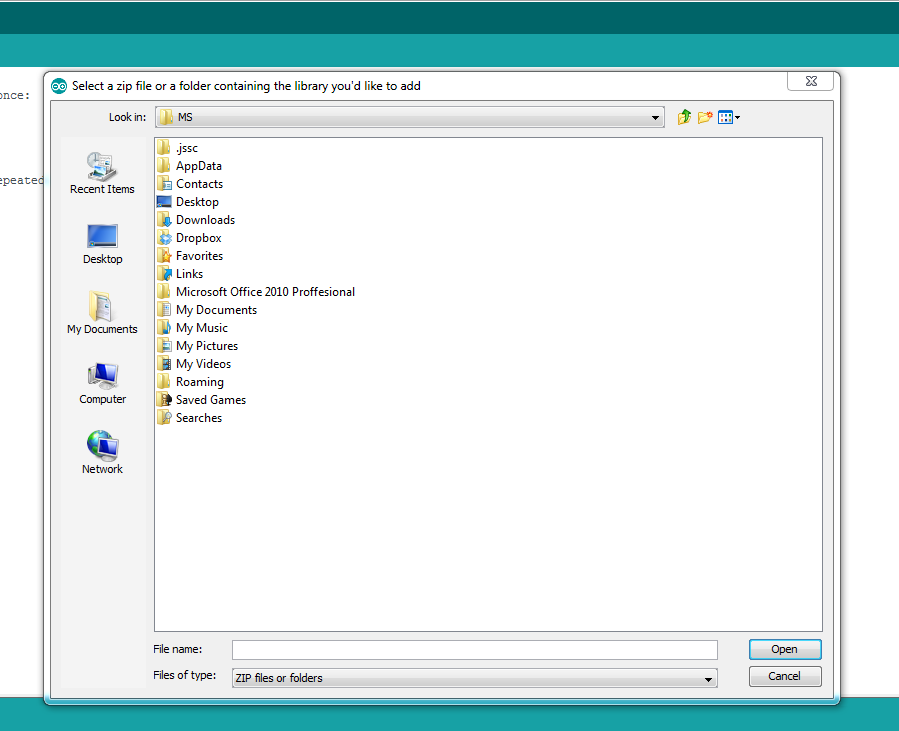 Select a zip file or a folder containing the library you'd like to add
once:
Look in: MS
epeated
.jssc
AppData
Contacts
Desktop
Downloads
Dropbox
Favorites
Links
Microsoft Office 2010 Proffesional
My Documents
My Music
My Pictures
My Videos
Roaming
Saved Games
Searches
Recent Items
Desktop
My Documents
Computer
Network
File name:
Open
Files of type: ZIP files or folders
Cancel